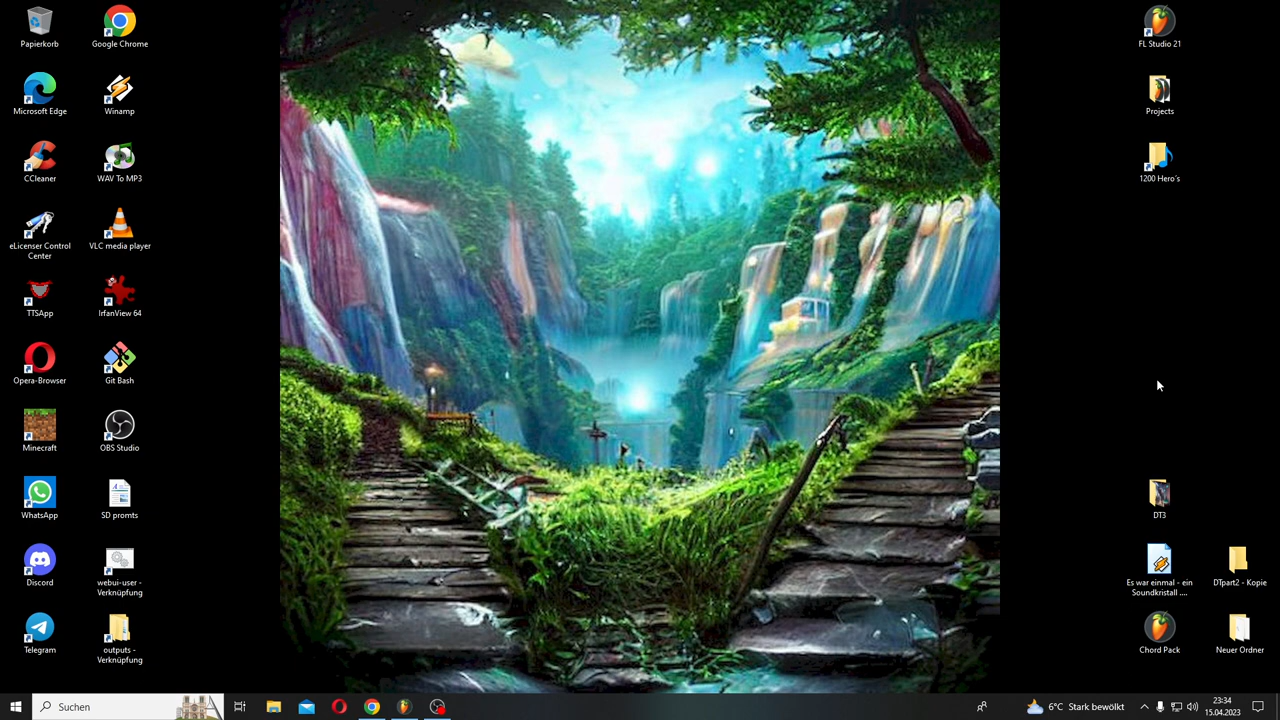 Papierkorb
Google Chrome
FL Studio 21
Microsoft Edge
Winamp
Projects
CCleaner
WAV To MP3
1200 Hero´s
eLicenser Control
Center
VLC media player
TTSApp
IrfanView 64
Opera-Browser
Git Bash
Minecraft
OBS Studio
WhatsApp
SD promts
DT3
Discord
webui-user -
Verknüpfung
Es war einmal - ein
Soundkristall ....
DTpart2 - Kopie
Telegram
outputs -
Verknüpfung
Chord Pack
Neuer Ordner
Suchen
6°C Stark bewölkt
23:34
15.04.2023